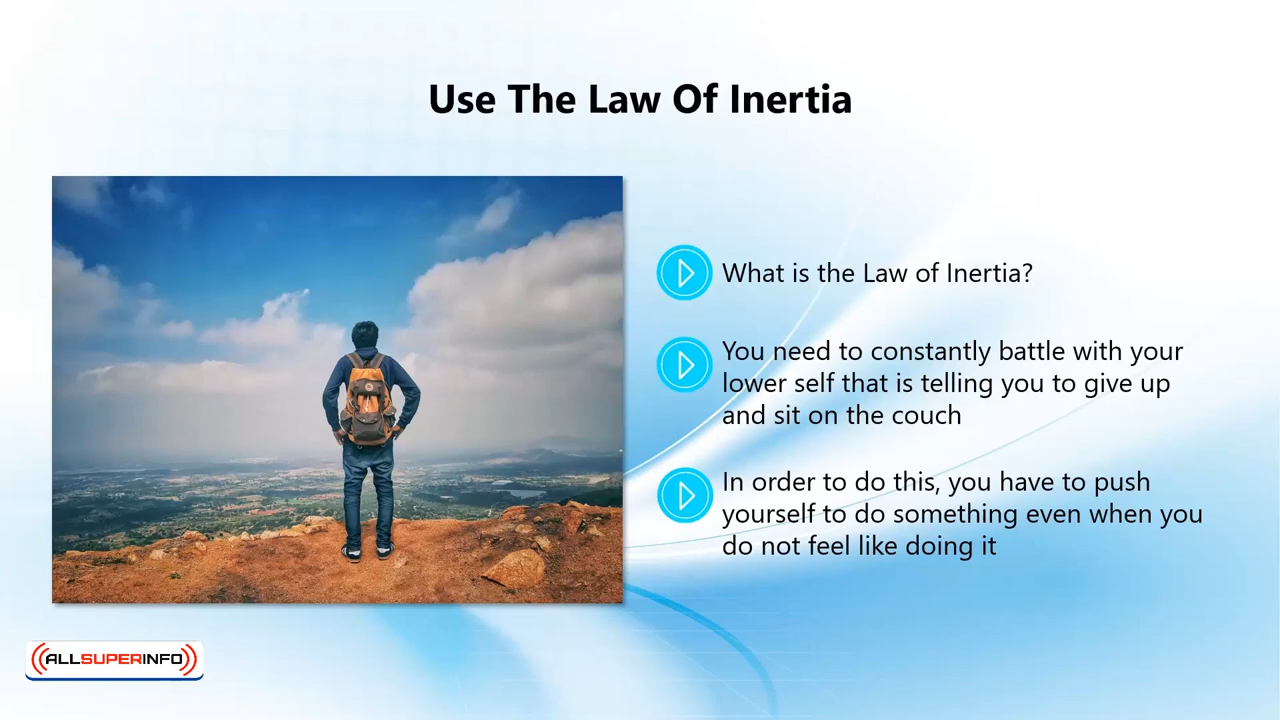 Use The Law Of Inertia
What is the Law of Inertia?
You need to constantly battle with your
lower self that is telling you to give up
and sit on the couch
In order to do this, you have to push
yourself to do something even when you
do not feel like doing it
ALLSUPERINFO